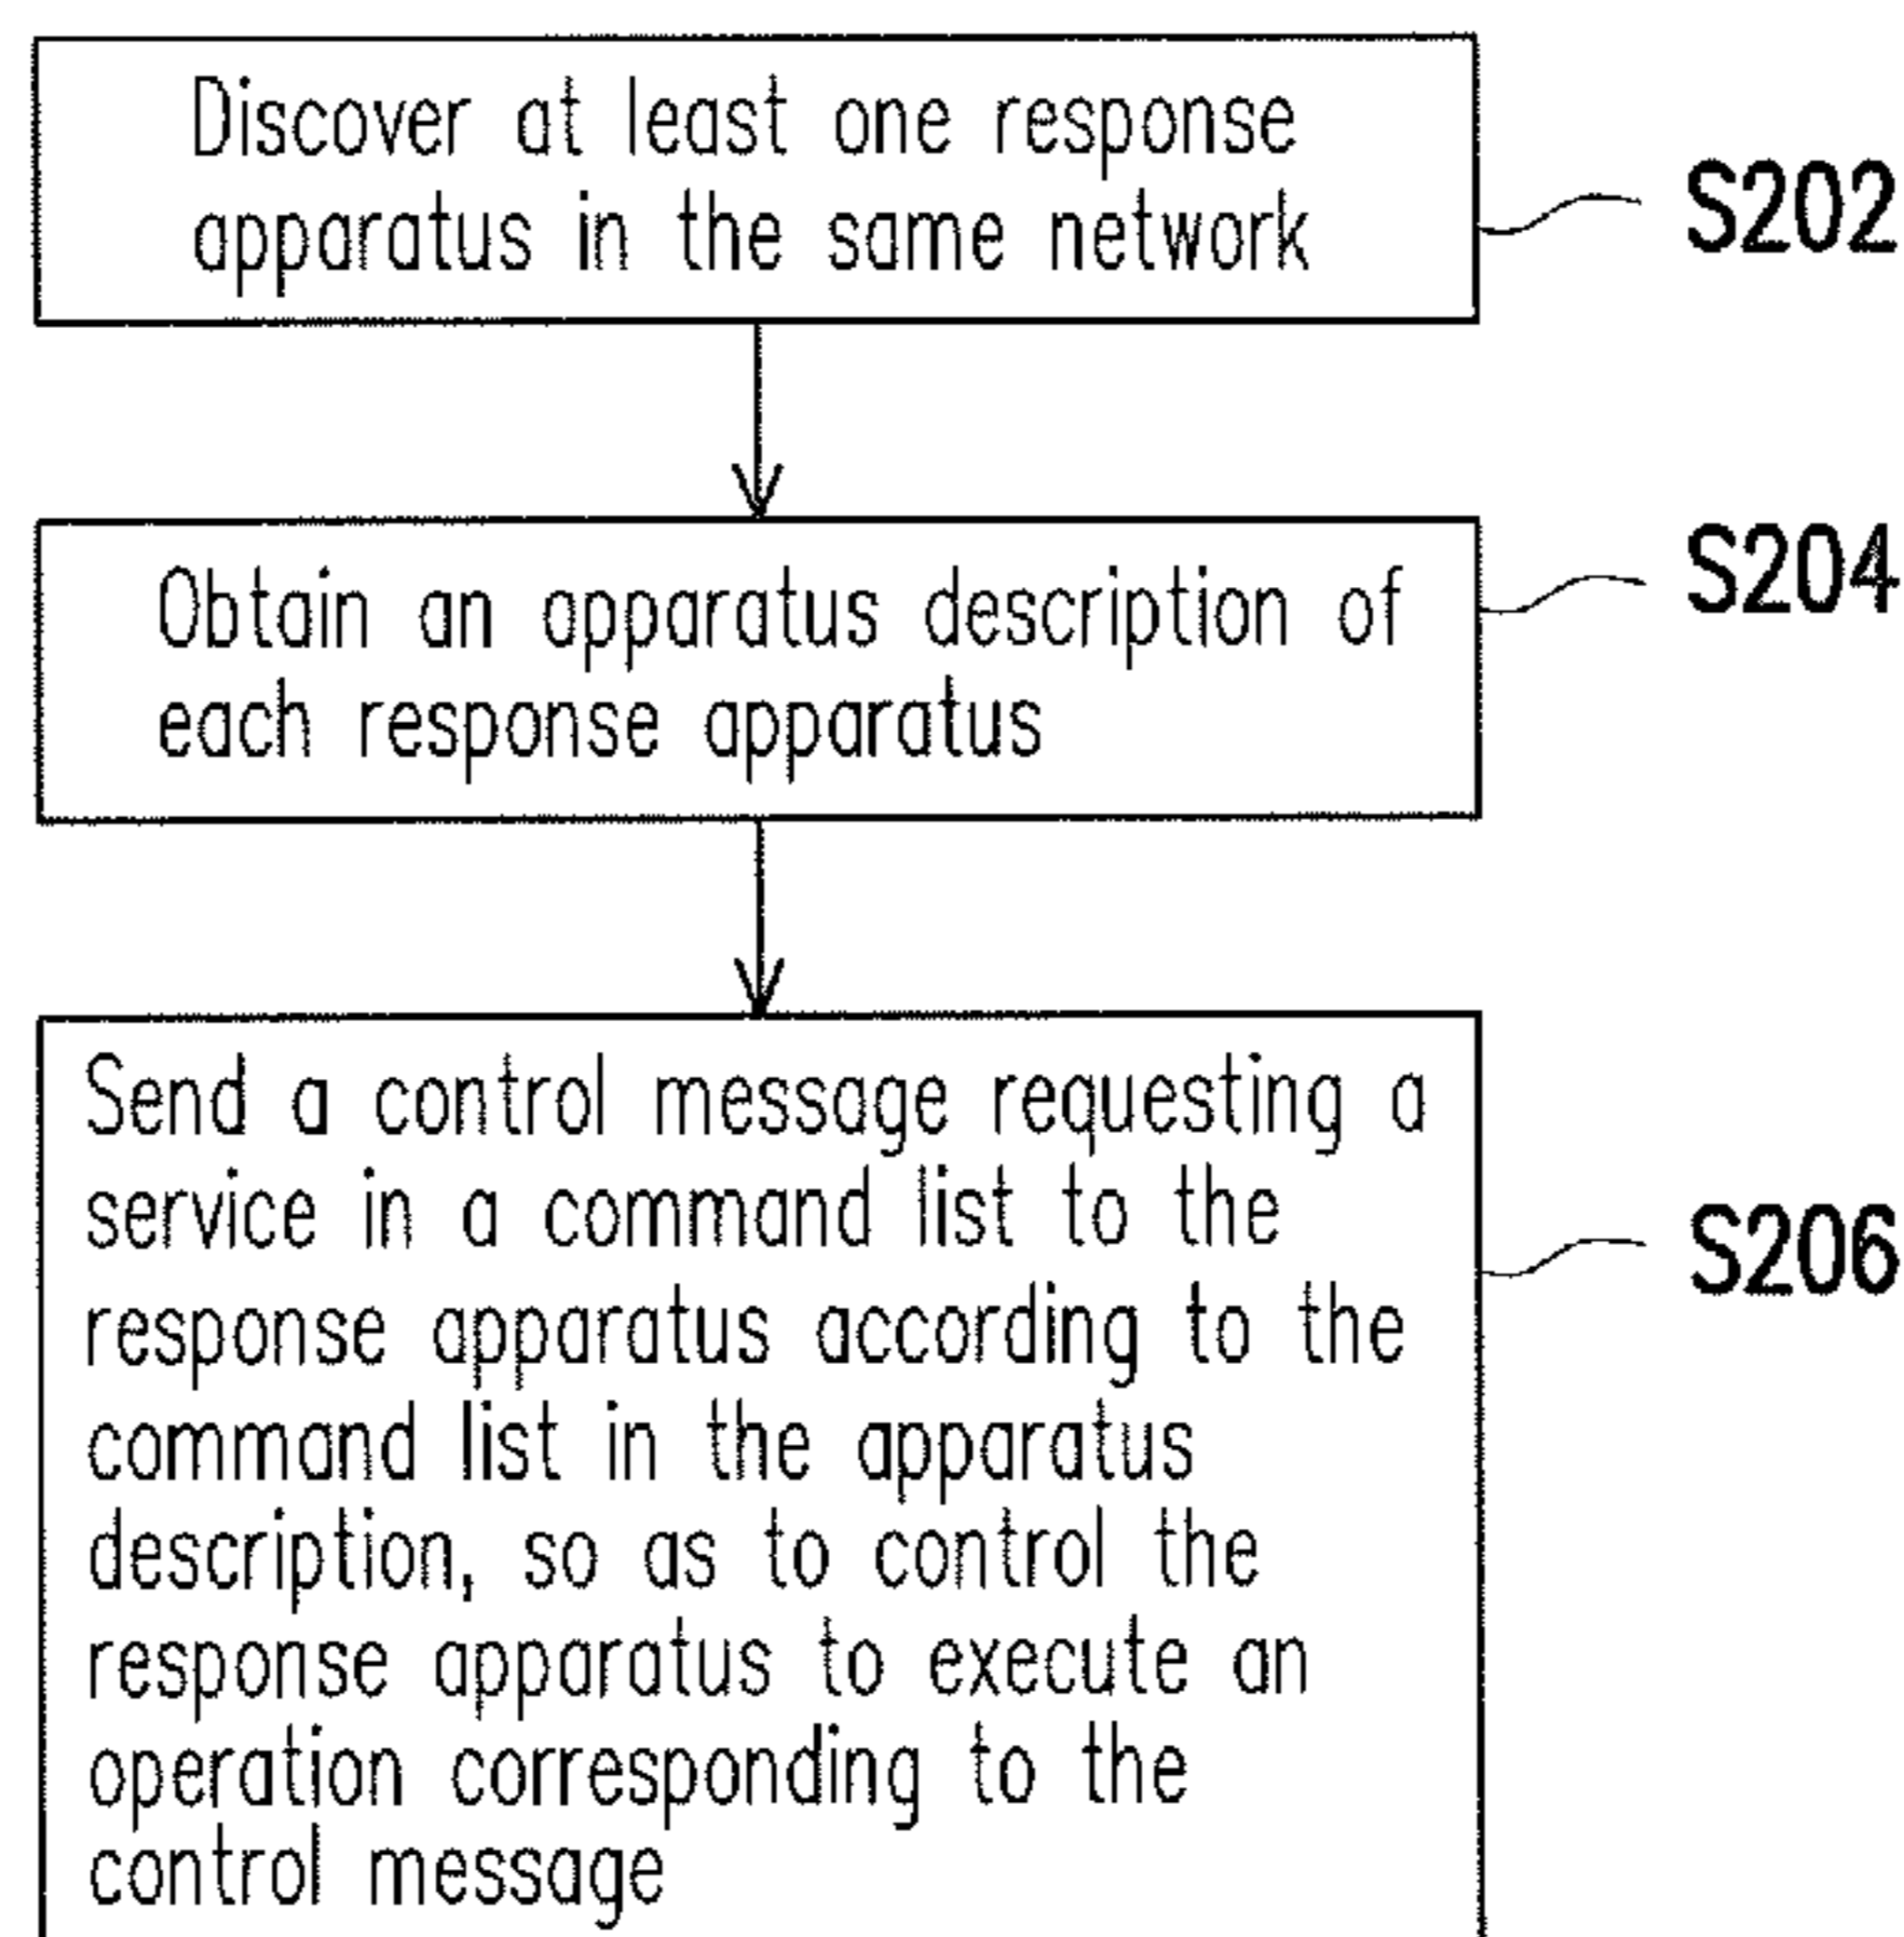 Discover at least one response
apparatus in the same network
S202
Obtain an apparatus description of
each response apparatus
S204
Send a control message requesting a
service in a command list to the
response apparatus according to the
command list in the apparatus
description, so as to control the
response apparatus to execute an
operation corresponding to the
control message
S206